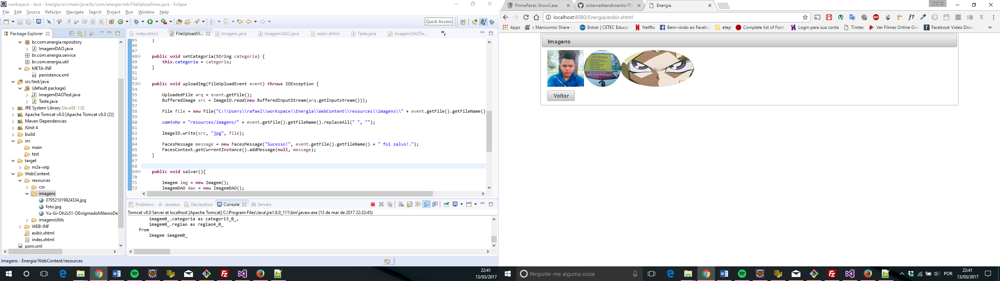 workspace - Java - Energia/src/main/java/br/com/energia/mb/FileUploadView.java - Eclipse
File Edit Source Refactor Navigate Search Project Run Window Help
Quick Access
Package Explorer
br.com.energia.repository
ImagemDAO.java
br.com.energia.service
br.com.energia.util
META-INF
persistence.xml
src/test/java
(default package)
ImagemDAOTest.java
Teste.java
JRE System Library [JavaSE-1.8]
Apache Tomcat v8.0 [Apache Tomcat v8.0 (2)]
Maven Dependencies
JUnit 4
build
src
main
test
target
m2e-wtp
WebContent
resources
css
imagens
079521019924334.jpg
foto.jpg
Yu-Gi-Oh2x51-OEnigmadoMilenioDe
imagensUtils
WEB-INF
exibir.xhtml
index.xhtml
pom.xml
imagens - Energia/WebContent/resources
index.xhtml FileUploadVi... Imagem.java ImagemDAO.java exibir.xhtml Teste.java ImagemDAOTe... »6
45 }
46
47
48 public void setCategoria(String categoria) {
49 this.categoria = categoria;
50 }
51
52
53 public void uploadImg(FileUploadEvent event) throws IOException {
54
55 UploadedFile arq = event.getFile();
56 BufferedImage src = ImageIO.read(new BufferedInputStream(arq.getInputstream()));
57
58 File file = new File("C:\\Users\\rafael\\workspace\\Energia\\WebContent\\resources\\imagens\\" + event.getFile().getFileName()
59
60 caminho = "resources/imagens/" + event.getFile().getFileName().replaceAll(" ", "");
61
62 ImageIO.write(src, "jpg", file);
63
64 FacesMessage message = new FacesMessage("Sucesso!", event.getFile().getFileName() + " foi salvo!.");
65 FacesContext.getCurrentInstance().addMessage(null, message);
66 }
67
68
69 public void salvar(){
70
71 Imagem img = new Imagem();
72 ImagemDAO dao = new ImagemDAO();
Problems Javadoc Declaration Console Servers
Tomcat v8.0 Server at localhost [Apache Tomcat] C:\Program Files\Java\jre1.8.0_111\bin\javaw.exe (13 de mar de 2017 22:32:45)
imagem0_.categoria as categori3_0_,
imagem0_.regiao as regiao4_0_
from
Imagem imagem0_
22:41
13/03/2017
PrimeFaces ShowCase sistemaAtendimento-TCC Energia
Rafael
localhost:8080/Energia/exibir.xhtml
ABP
f?
Apps :: Manicomio Share - Entrar | CETEC Educac Netflix Bem-vindo ao Facebo etep Complete list of Font Login para sua conta Timtec Ver Filmes Online Gra Facebook Video Down »
Imagens
JM Pinturas
Voltar
Pergunte-me alguma coisa
POR
22:41
13/03/2017